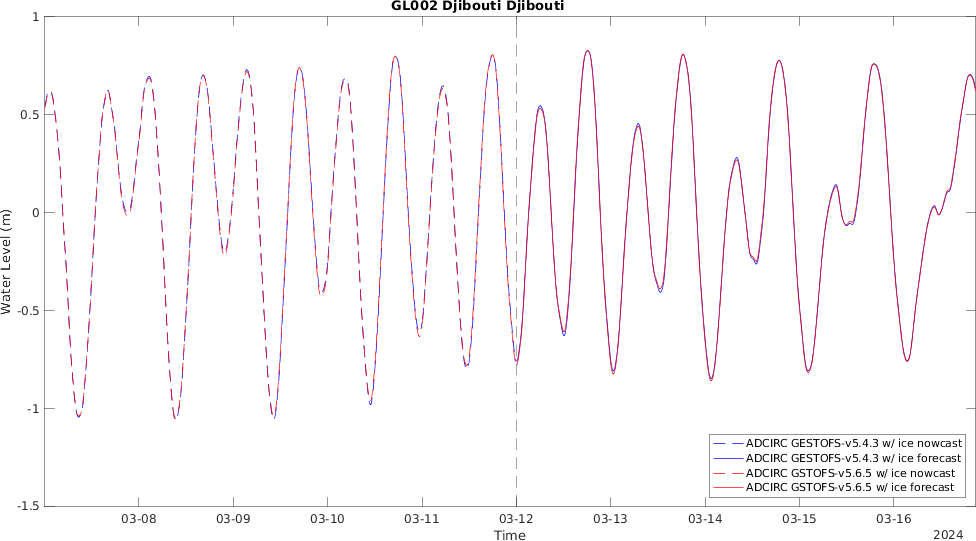 GL002 Djibouti Djibouti
1
0.5
0
-0.5
-1
-1.5
Water Level (m)
03-08 03-09 03-10 03-11 03-12 03-13 03-14 03-15 03-16
Time
2024
ADCIRC GESTOFS-v5.4.3 w/ ice nowcast
ADCIRC GESTOFS-v5.4.3 w/ ice forecast
ADCIRC GSTOFS-v5.6.5 w/ ice nowcast
ADCIRC GSTOFS-v5.6.5 w/ ice forecast